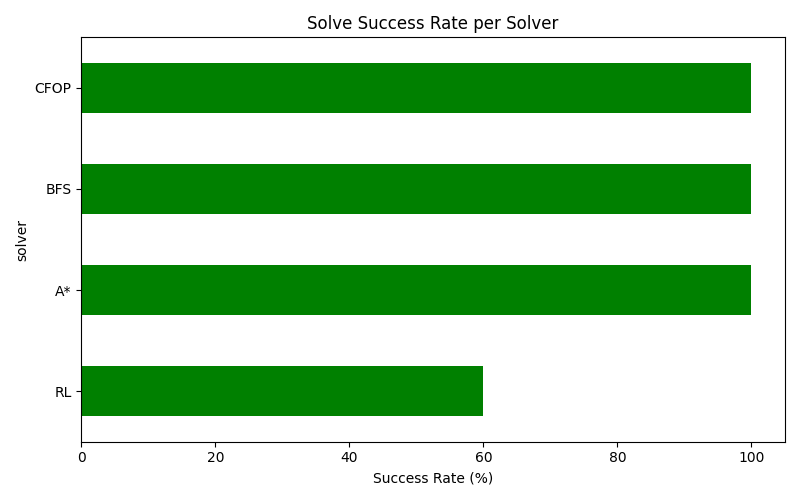 Solve Success Rate per Solver
solver
CFOP
BFS
A*
RL
0 20 40 60 80 100
Success Rate (%)